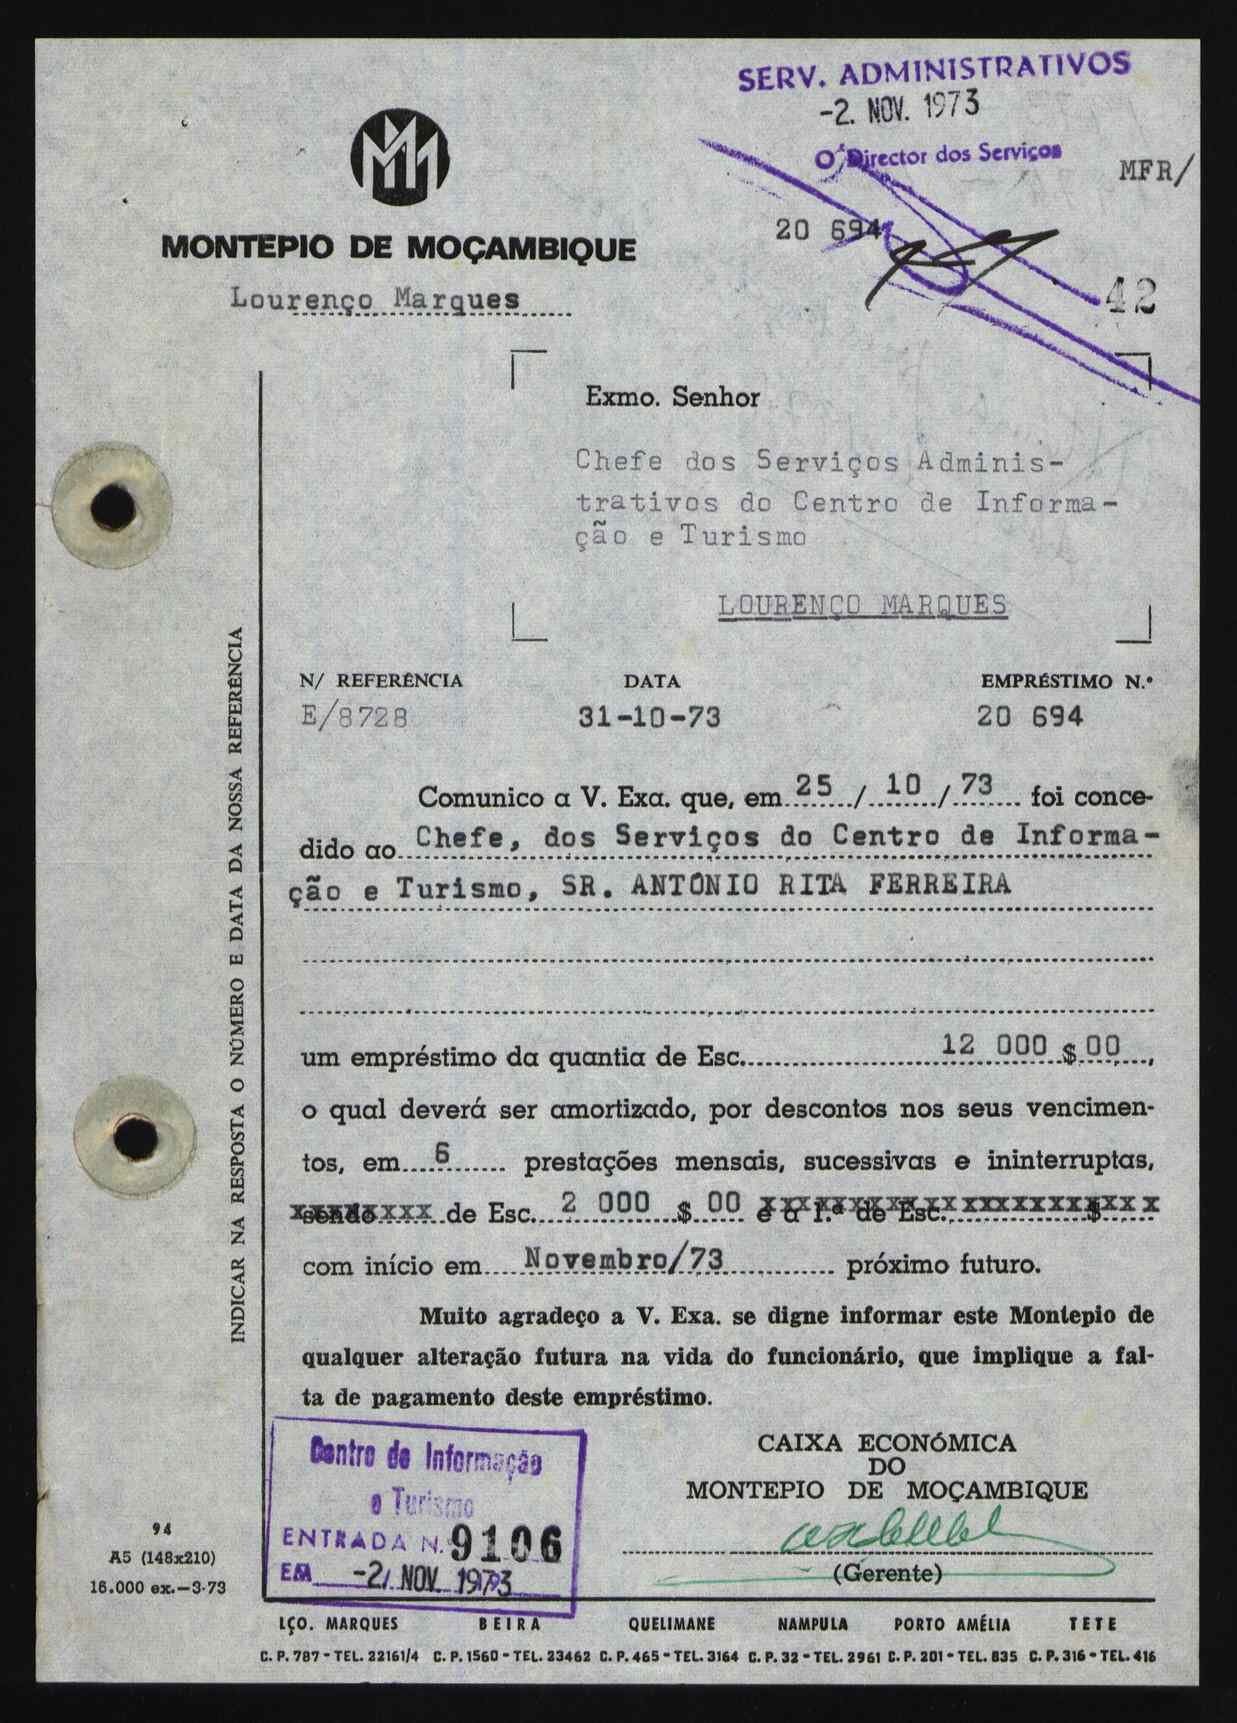 SERV. ADMINISTRATIVOS
-2. NOV. 1973
O Director dos Serviços
MFR/
20 694
42
MONTEPIO DE MOÇAMBIQUE
Lourenço Marques
Exmo. Senhor
Chefe dos Serviços Adminis-
trativos do Centro de Informa-
ção e Turismo
LOURENÇO MARQUES
INDICAR NA RESPOSTA O NÚMERO E DATA DA NOSSA REFERÊNCIA
N/ REFERÊNCIA DATA EMPRÉSTIMO N.º
E/8728 31-10-73 20 694
Comunico a V. Exa. que, em 25 / 10 / 73 foi conce-
dido ao Chefe, dos Serviços do Centro de Informa-
ção e Turismo, SR. ANTÓNIO RITA FERREIRA
um empréstimo da quantia de Esc. 12 000 $ 00,
o qual deverá ser amortizado, por descontos nos seus vencimen-
tos, em 6 prestações mensais, sucessivas e ininterruptas,
sendo de Esc. 2 000 $ 00 e a 1.ª de Esc. $
com início em Novembro/73 próximo futuro.
Muito agradeço a V. Exa. se digne informar este Montepio de
qualquer alteração futura na vida do funcionário, que implique a fal-
ta de pagamento deste empréstimo.
CAIXA ECONÓMICA
DO
MONTEPIO DE MOÇAMBIQUE
(Gerente)
Centro de Informação
e Turismo
ENTRADA N. 9106
EM -2. NOV. 1973
94
A5 (148x210)
16.000 ex.-3-73
LÇO. MARQUES BEIRA QUELIMANE NAMPULA PORTO AMÉLIA TETE
C. P. 787 - TEL. 22161/4 C. P. 1560 - TEL. 23462 C. P. 465 - TEL. 3164 C. P. 32 - TEL. 2961 C. P. 201 - TEL. 835 C. P. 316 - TEL. 416